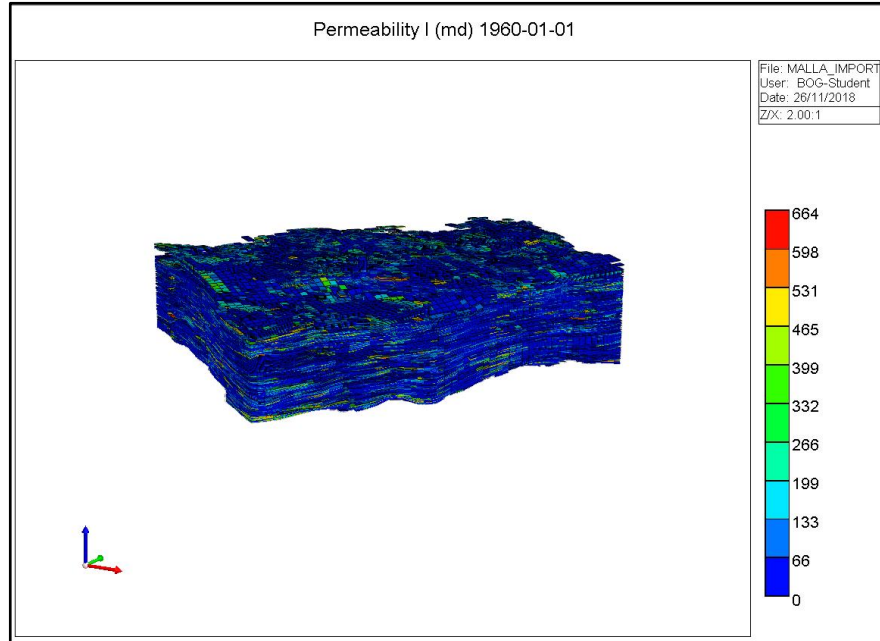 Permeability I (md) 1960-01-01
File: MALLA_IMPORT
User: BOG-Student
Date: 26/11/2018
Z/X: 2.00:1
664
598
531
465
399
332
266
199
133
66
0